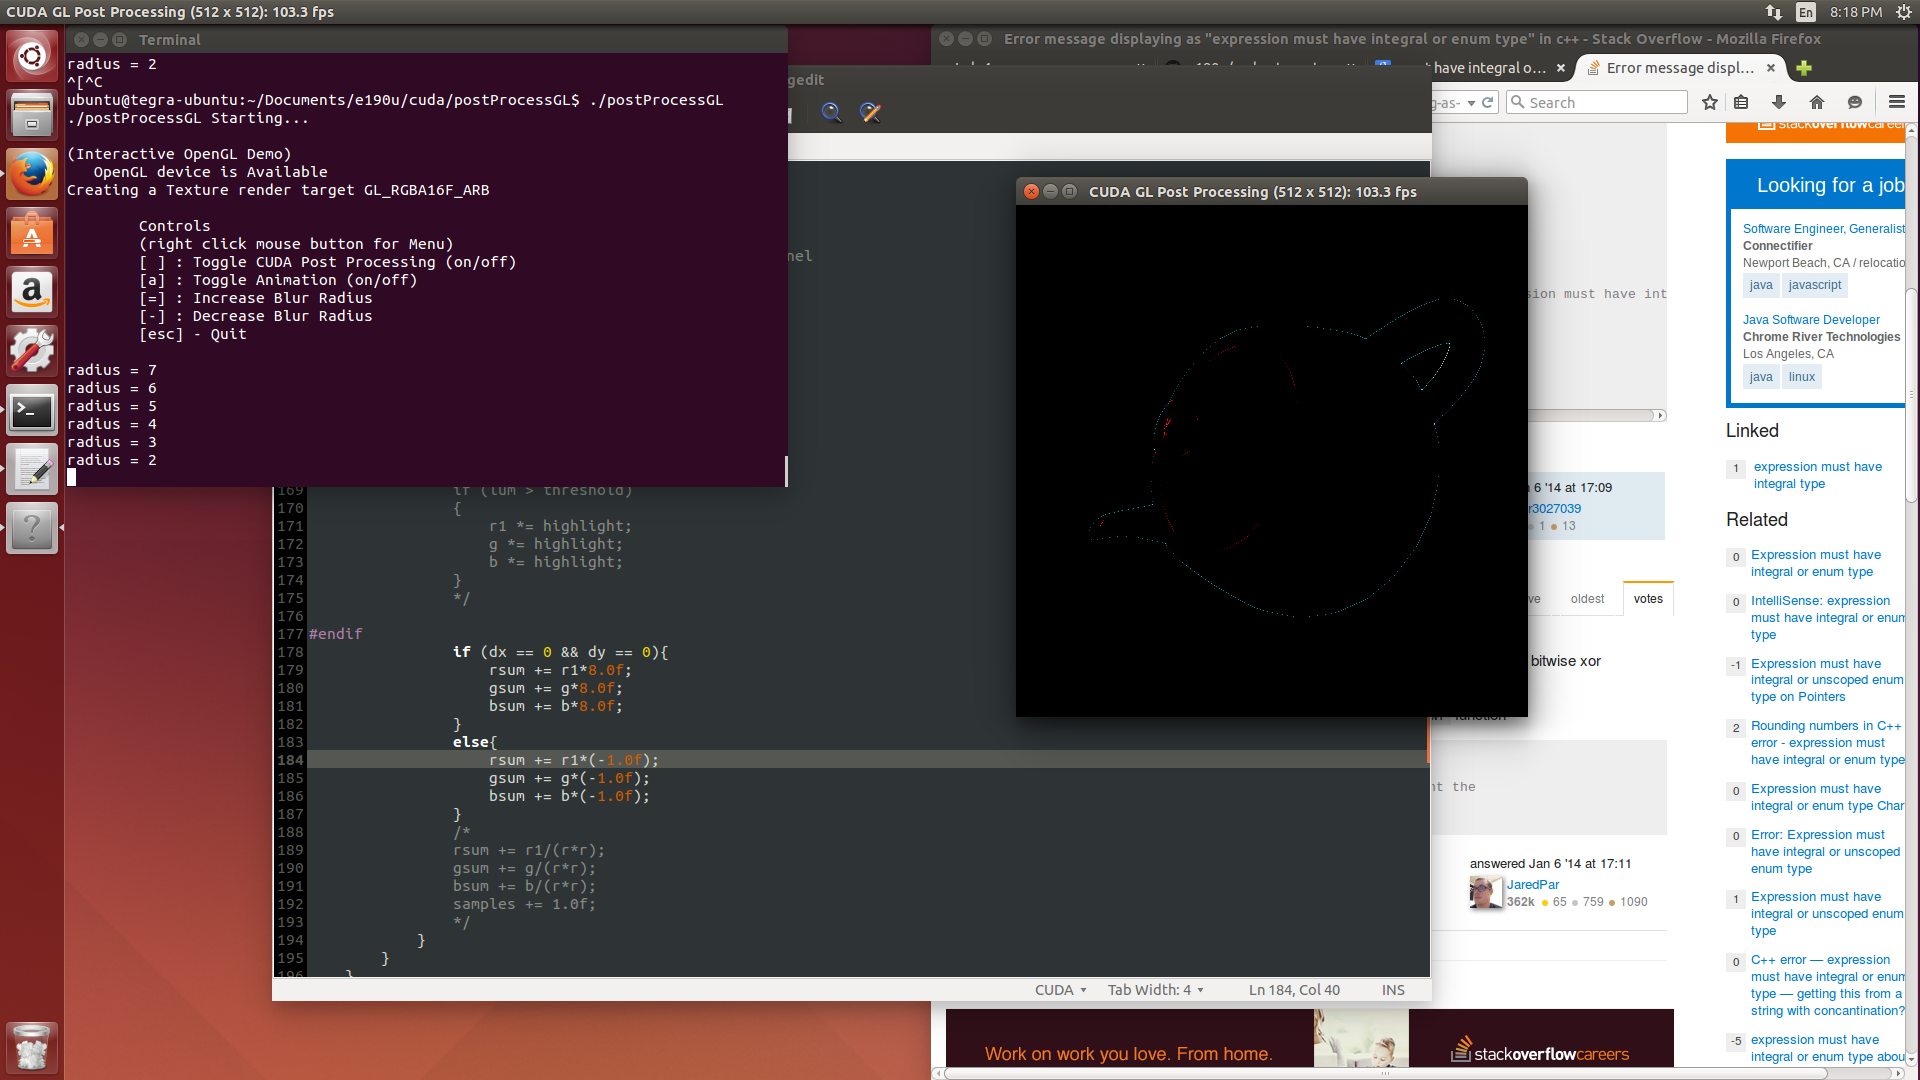 CUDA GL Post Processing (512 x 512): 103.3 fps
En
8:18 PM
Terminal
radius = 2
^[^C
ubuntu@tegra-ubuntu:~/Documents/e190u/cuda/postProcessGL$ ./postProcessGL
./postProcessGL Starting...
(Interactive OpenGL Demo)
OpenGL device is Available
Creating a Texture render target GL_RGBA16F_ARB
Controls
(right click mouse button for Menu)
[ ] : Toggle CUDA Post Processing (on/off)
[a] : Toggle Animation (on/off)
[=] : Increase Blur Radius
[-] : Decrease Blur Radius
[esc] - Quit
radius = 7
radius = 6
radius = 5
radius = 4
radius = 3
radius = 2
gedit
nel
169 if (lum > threshold)
170 {
171 r1 *= highlight;
172 g *= highlight;
173 b *= highlight;
174 }
175 */
176
177 #endif
178 if (dx == 0 && dy == 0){
179 rsum += r1*8.0f;
180 gsum += g*8.0f;
181 bsum += b*8.0f;
182 }
183 else{
184 rsum += r1*(-1.0f);
185 gsum += g*(-1.0f);
186 bsum += b*(-1.0f);
187 }
188 /*
189 rsum += r1/(r*r);
190 gsum += g/(r*r);
191 bsum += b/(r*r);
192 samples += 1.0f;
193 */
194 }
195 }
196 }
CUDA Tab Width: 4 Ln 184, Col 40 INS
CUDA GL Post Processing (512 x 512): 103.3 fps
Error message displaying as "expression must have integral or enum type" in c++ - Stack Overflow - Mozilla Firefox
have integral o...
Error message displ...
g-as-
Search
sion must have int
6 '14 at 17:09
r3027039
1 13
ve oldest votes
bitwise xor
function
nt the
answered Jan 6 '14 at 17:11
JaredPar
362k 65 759 1090
stackoverflowcareer
Looking for a job
Software Engineer, Generalist
Connectifier
Newport Beach, CA / relocatio
java javascript
Java Software Developer
Chrome River Technologies
Los Angeles, CA
java linux
Linked
1 expression must have
integral type
Related
0 Expression must have
integral or enum type
0 IntelliSense: expression
must have integral or enum
type
-1 Expression must have
integral or unscoped enum
type on Pointers
2 Rounding numbers in C++
error - expression must
have integral or enum type
0 Expression must have
integral or enum type Char
0 Error: Expression must
have integral or unscoped
enum type
1 Expression must have
integral or unscoped enum
type
0 C++ error — expression
must have integral or enum
type — getting this from a
string with concantination?
-5 expression must have
integral or enum type abou
Work on work you love. From home.
stackoverflowcareers